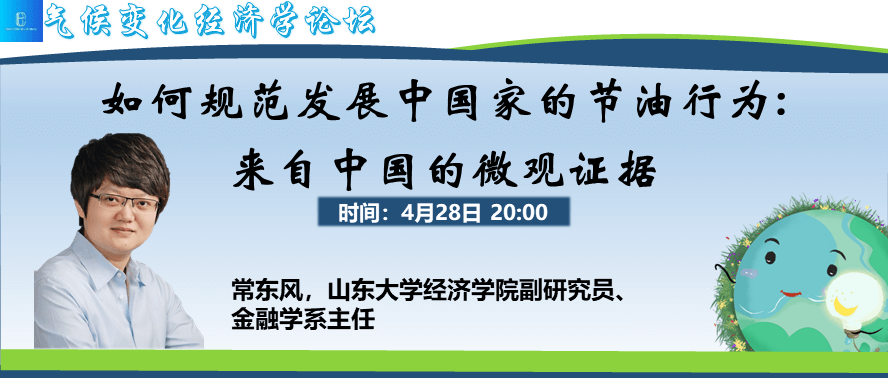 气候变化经济学论坛
如何规范发展中国家的节油行为:
来自中国的微观证据
时间：4月28日 20:00
常东风，山东大学经济学院副研究员、
金融学系主任